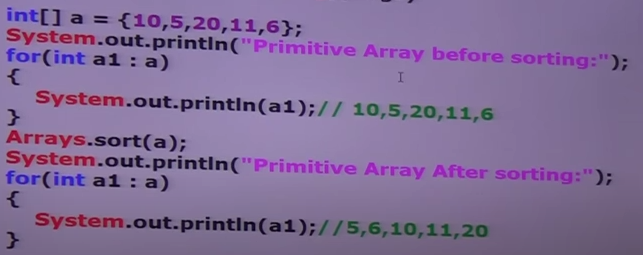 int[] a = {10,5,20,11,6};
System.out.println("Primitive Array before sorting:");
for(int a1 : a)
{
System.out.println(a1);// 10,5,20,11,6
}
Arrays.sort(a);
System.out.println("Primitive Array After sorting:");
for(int a1 : a)
{
System.out.println(a1);//5,6,10,11,20
}